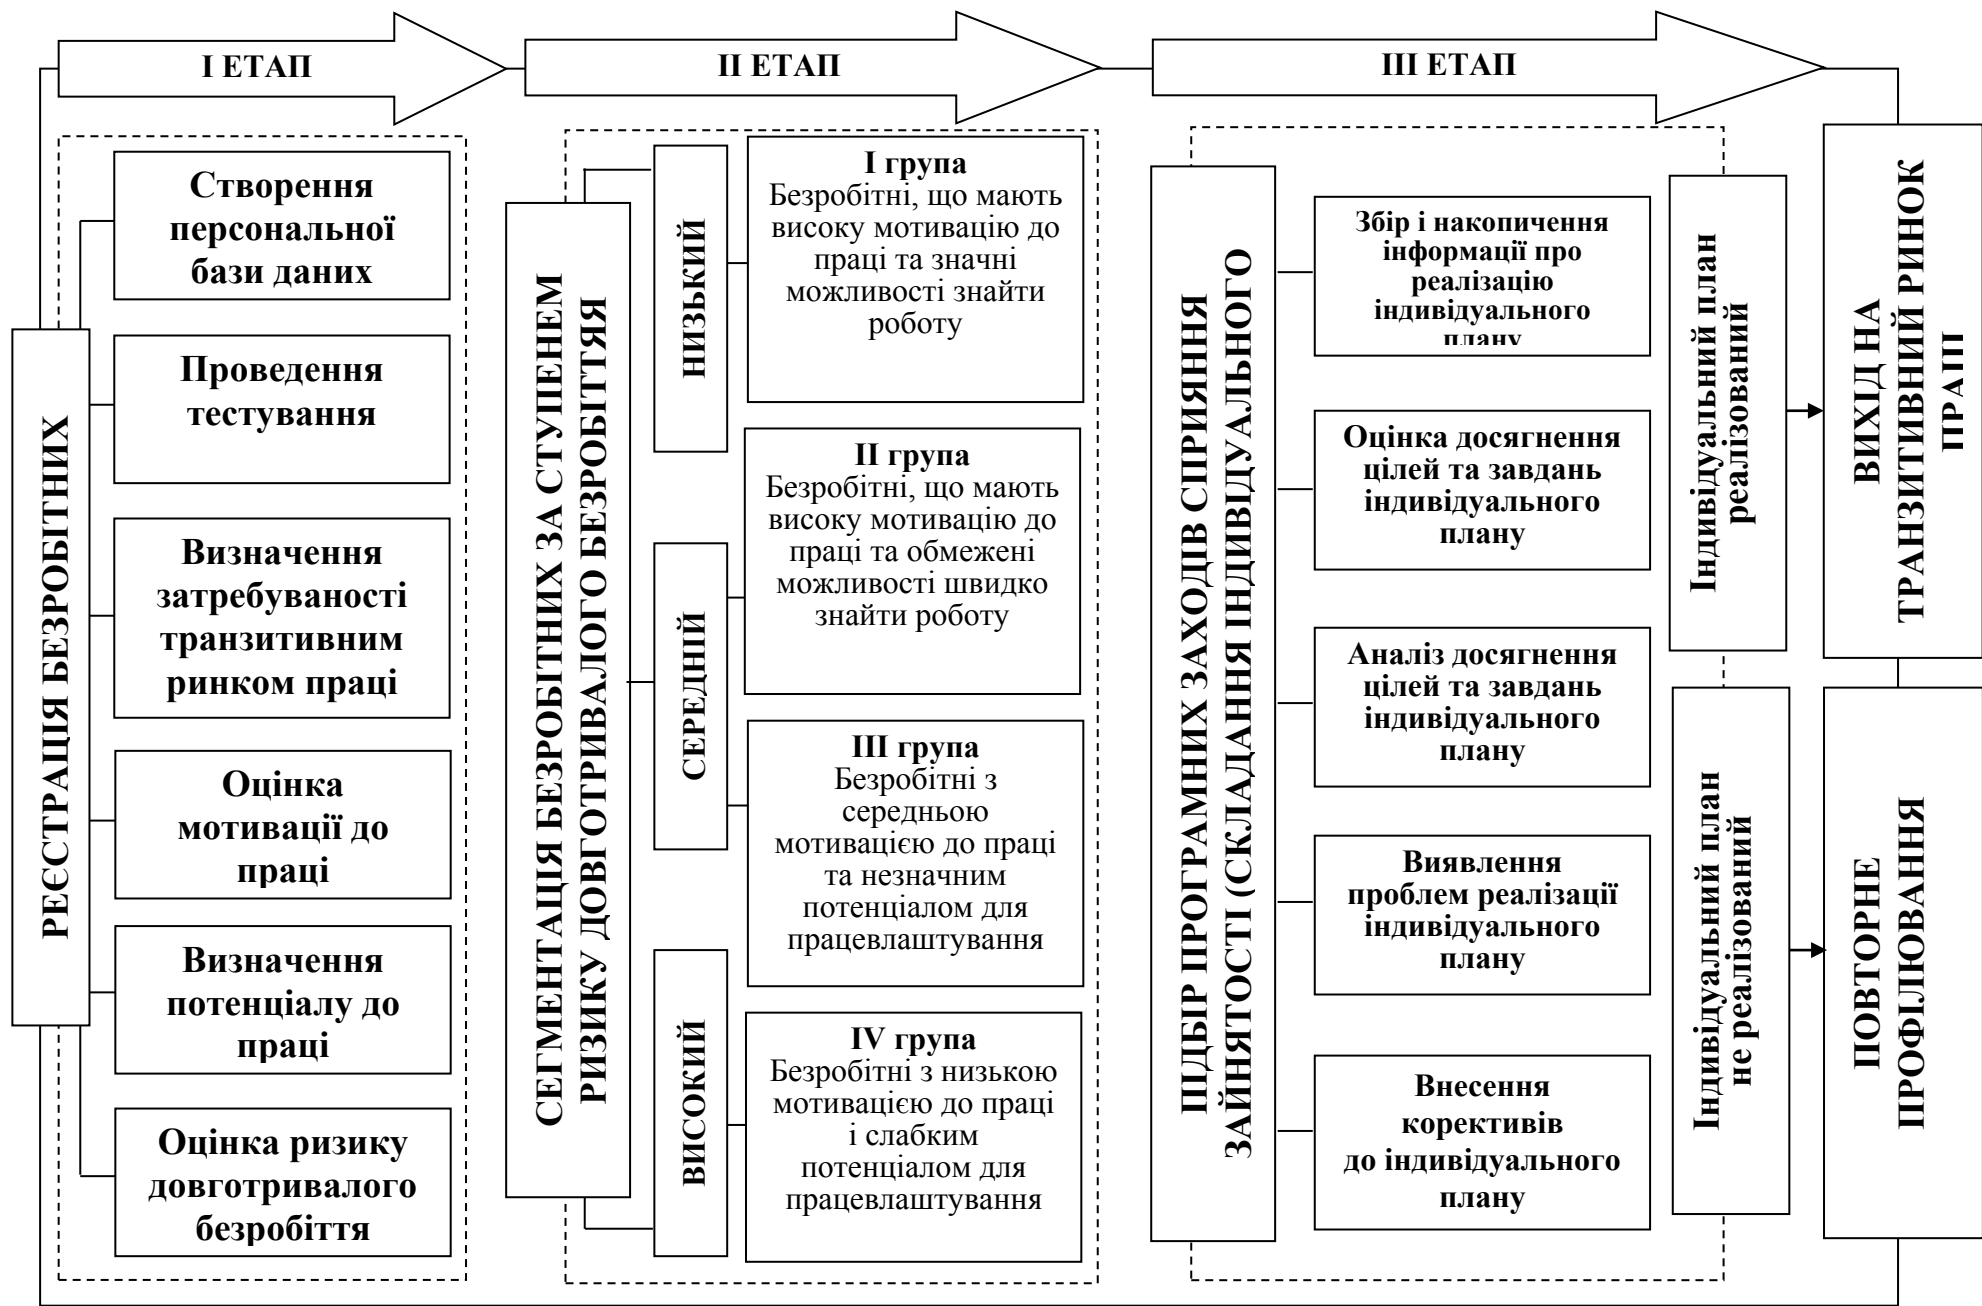 І ЕТАП
ІІ ЕТАП
ІІІ ЕТАП
РЕЄСТРАЦІЯ БЕЗРОБІТНИХ
Створення
персональної
бази даних
Проведення
тестування
Визначення
затребуваності
транзитивним
ринком праці
Оцінка
мотивації до
праці
Визначення
потенціалу до
праці
Оцінка ризику
довготривалого
безробіття
СЕГМЕНТАЦІЯ БЕЗРОБІТНИХ ЗА СТУПЕНЕМ
РИЗИКУ ДОВГОТРИВАЛОГО БЕЗРОБІТТЯЯ
НИЗЬКИЙ
СЕРЕДНІЙ
ВИСОКИЙ
І група
Безробітні, що мають
високу мотивацію до
праці та значні
можливості знайти
роботу
ІІ група
Безробітні, що мають
високу мотивацію до
праці та обмежені
можливості швидко
знайти роботу
ІІІ група
Безробітні з
середньою
мотивацією до праці
та незначним
потенціалом для
працевлаштування
IV група
Безробітні з низькою
мотивацією до праці
і слабким
потенціалом для
працевлаштування
ПІДБІР ПРОГРАМНИХ ЗАХОДІВ СПРИЯННЯ
ЗАЙНЯТОСТІ (СКЛАДАННЯ ІНДИВІДУАЛЬНОГО
Збір і накопичення
інформації про
реалізацію
індивідуального
плану
Оцінка досягнення
цілей та завдань
індивідуального
плану
Аналіз досягнення
цілей та завдань
індивідуального
плану
Виявлення
проблем реалізації
індивідуального
плану
Внесення
корективів
до індивідуального
плану
Індивідуальний план
реалізований
Індивідуальний план
не реалізований
ВИХІД НА
ТРАНЗИТИВНИЙ РИНОК
ПРАЦІ
ПОВТОРНЕ
ПРОФІЛЮВАННЯ